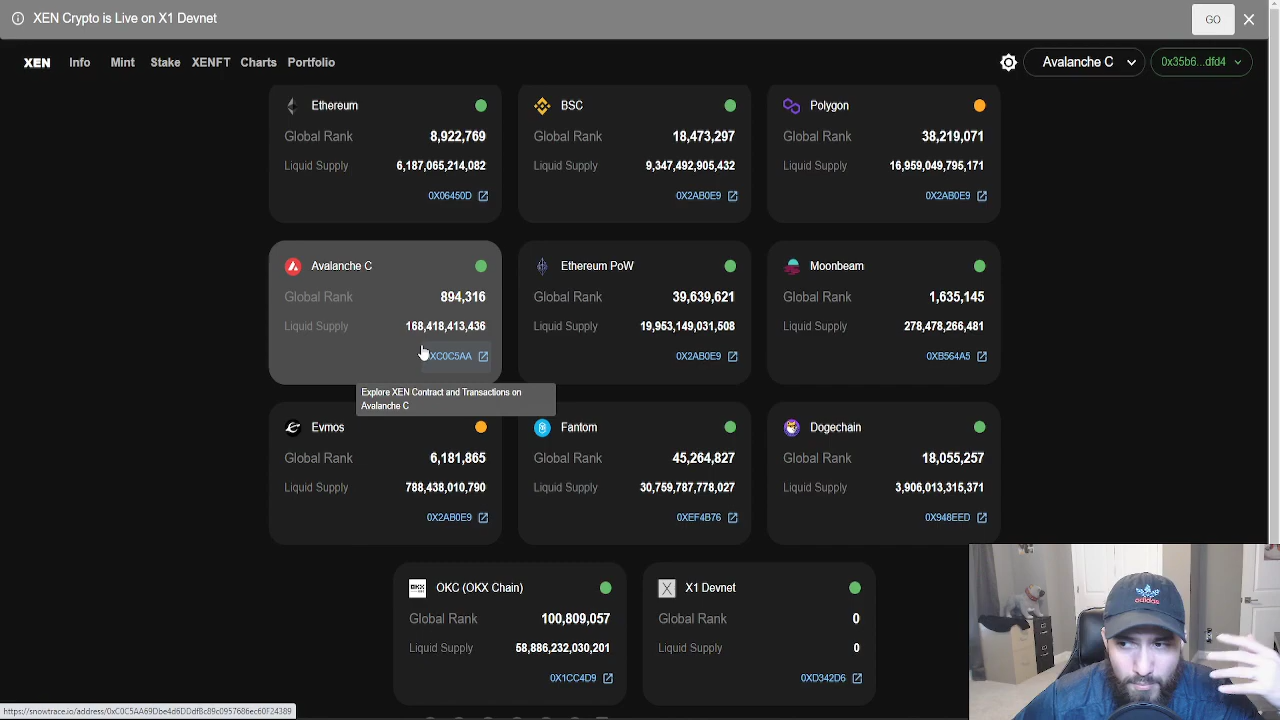 XEN Crypto is Live on X1 Devnet
GO
XEN Info Mint Stake XENFT Charts Portfolio
Avalanche C
0x35b6...dfd4
Ethereum
Global Rank 8,922,769
Liquid Supply 6,187,065,214,082
0X06450D
BSC
Global Rank 18,473,297
Liquid Supply 9,347,492,905,432
0X2AB0E9
Polygon
Global Rank 38,219,071
Liquid Supply 16,959,049,795,171
0X2AB0E9
Avalanche C
Global Rank 894,316
Liquid Supply 168,418,413,436
XC0C5AA
Explore XEN Contract and Transactions on
Avalanche C
Ethereum PoW
Global Rank 39,639,621
Liquid Supply 19,953,149,031,508
0X2AB0E9
Moonbeam
Global Rank 1,635,145
Liquid Supply 278,478,266,481
0XB564A5
Evmos
Global Rank 6,181,865
Liquid Supply 788,438,010,790
0X2AB0E9
Fantom
Global Rank 45,264,827
Liquid Supply 30,759,787,778,027
0XEF4B76
Dogechain
Global Rank 18,055,257
Liquid Supply 3,906,013,315,371
0X948EED
OKX
OKC (OKX Chain)
Global Rank 100,809,057
Liquid Supply 58,886,232,030,201
0X1CC4D9
X
X1 Devnet
Global Rank 0
Liquid Supply 0
0XD342D6
adidas
https://snowtrace.io/address/0xC0C5AA69Dbe4d6DDdfBc89c0957686ec60F24389